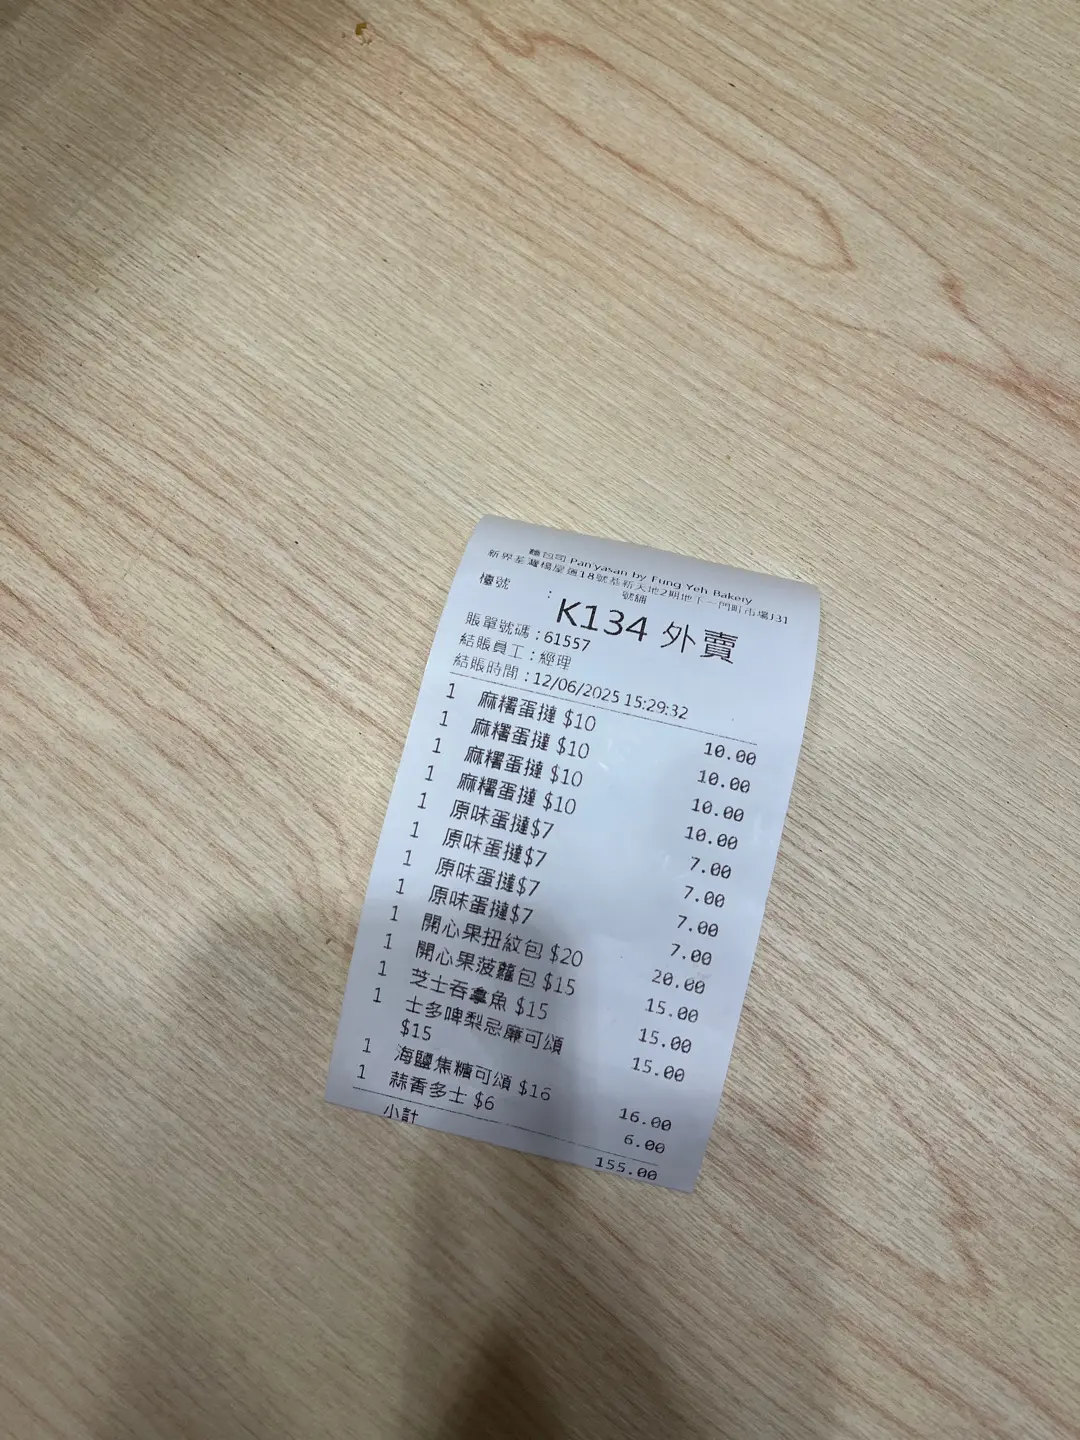 麵包司 Pan'yasan by Fung Yeh Bakery
新界荃灣楊屋道18號荃新天地2期地下一門町市場J31
號舖
檯號 : K134 外賣
賬單號碼 : 61557
結賬員工 : 經理
結賬時間 : 12/06/2025 15:29:32
1 麻糬蛋撻 $10 10.00
1 麻糬蛋撻 $10 10.00
1 麻糬蛋撻 $10 10.00
1 麻糬蛋撻 $10 10.00
1 原味蛋撻$7 7.00
1 原味蛋撻$7 7.00
1 原味蛋撻$7 7.00
1 原味蛋撻$7 7.00
1 開心果扭紋包 $20 20.00
1 開心果菠蘿包 $15 15.00
1 芝士吞拿魚 $15 15.00
1 士多啤梨忌廉可頌 15.00
$15
1 海鹽焦糖可頌 $16 16.00
1 蒜香多士 $6 6.00
小計 155.00